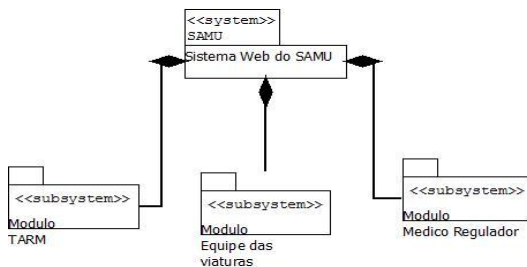 <<system>>
SAMU
Sistema Web do SAMU
<<subsystem>>
Modulo
TARM
<<subsystem>>
Modulo
Equipe das
viaturas
<<subsystem>>
Modulo
Medico Regulador